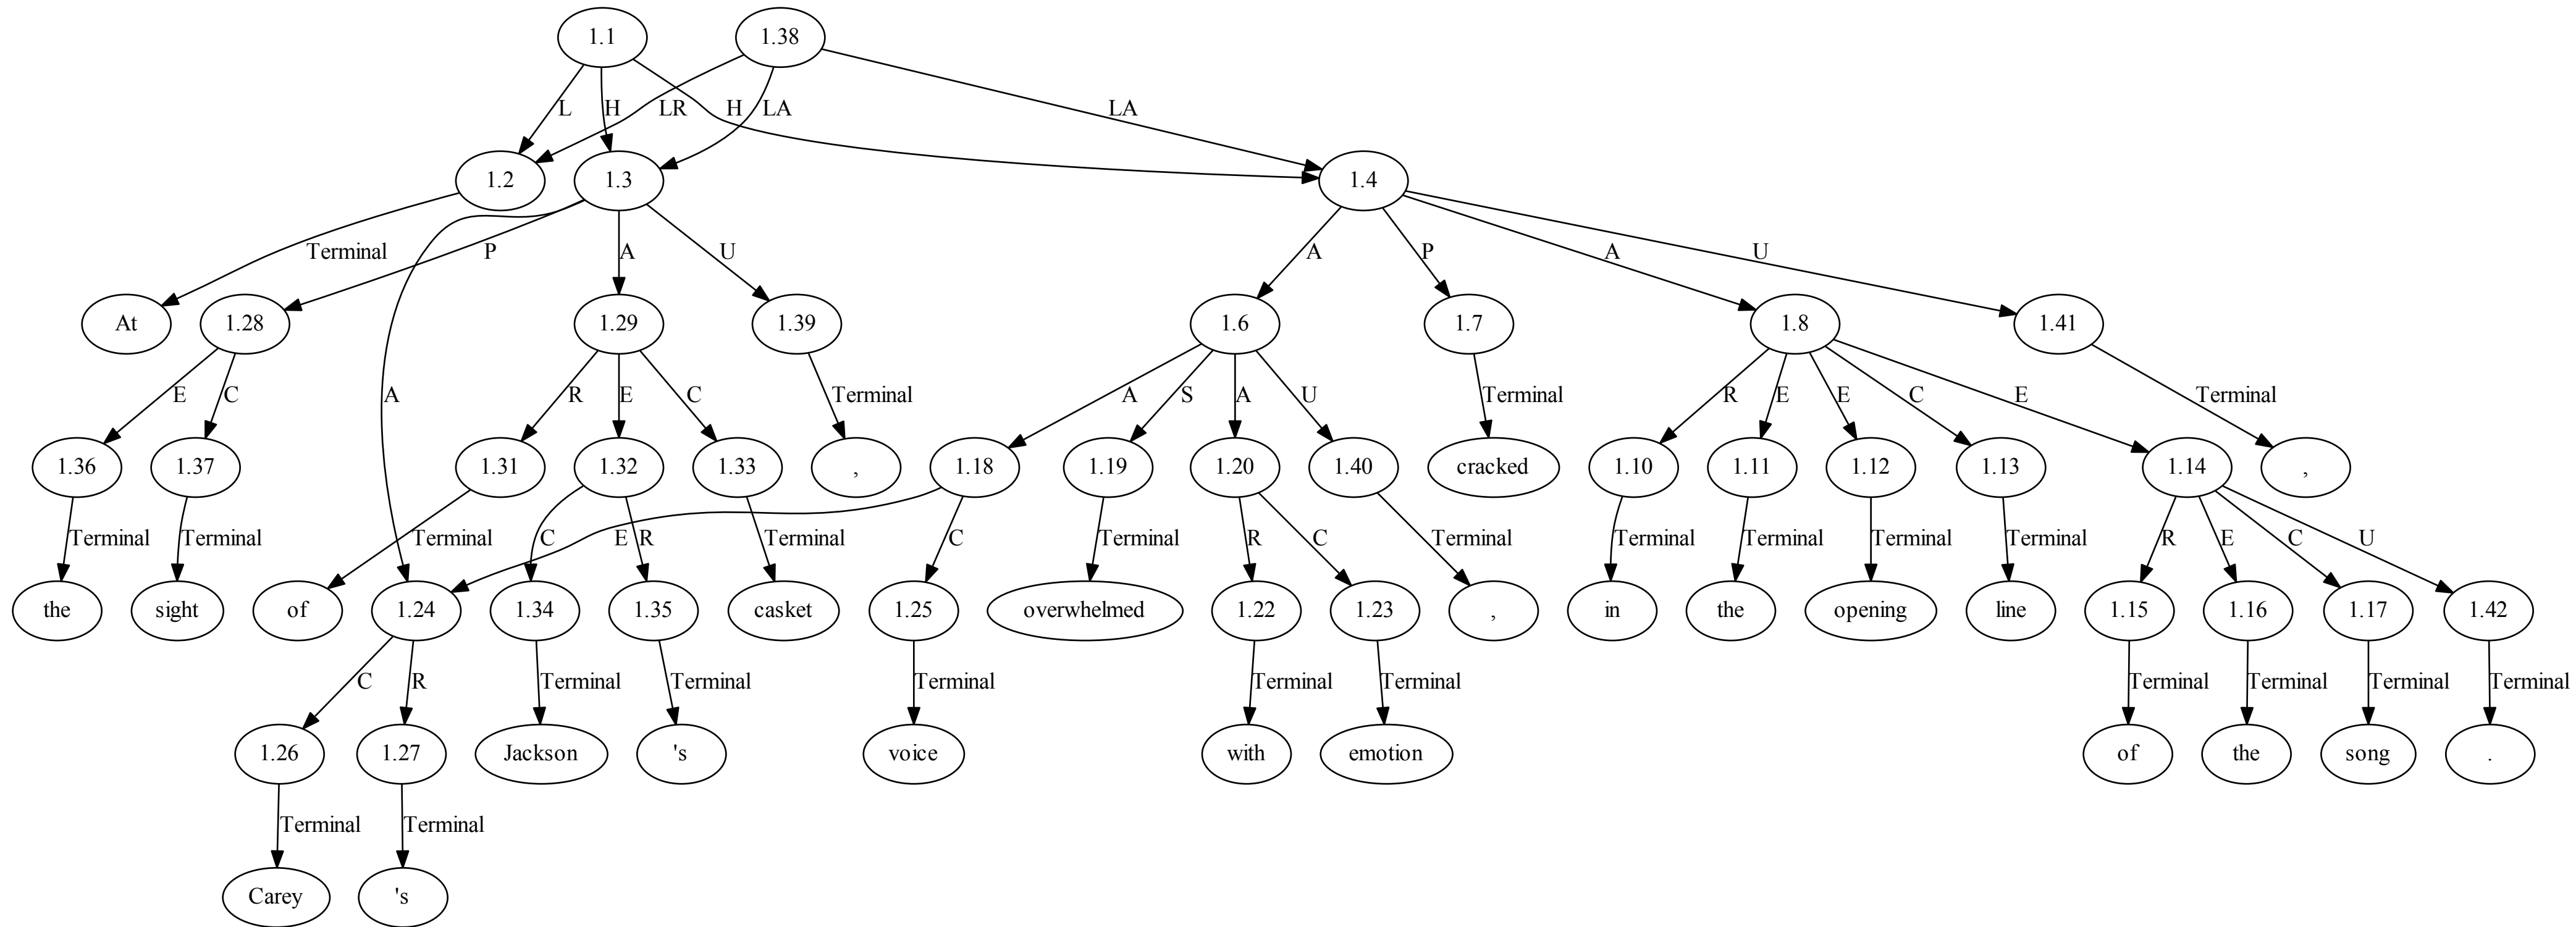 1.1 1.38
L H LR H LA LA
1.2 1.3 1.4
Terminal P A U A P A U
At 1.28 1.29 1.39 1.6 1.7 1.8 1.41
E C A R E C Terminal A S A U Terminal R E E C E Terminal
1.36 1.37 1.31 1.32 1.33 , 1.18 1.19 1.20 1.40 cracked 1.10 1.11 1.12 1.13 1.14 ,
Terminal Terminal Terminal C E R Terminal C Terminal R C Terminal Terminal Terminal Terminal Terminal R E C U
the sight of 1.24 1.34 1.35 casket 1.25 overwhelmed 1.22 1.23 , in the opening line 1.15 1.16 1.17 1.42
C R Terminal Terminal Terminal Terminal Terminal Terminal Terminal Terminal Terminal
1.26 1.27 Jackson 's voice with emotion of the song .
Terminal Terminal
Carey 's